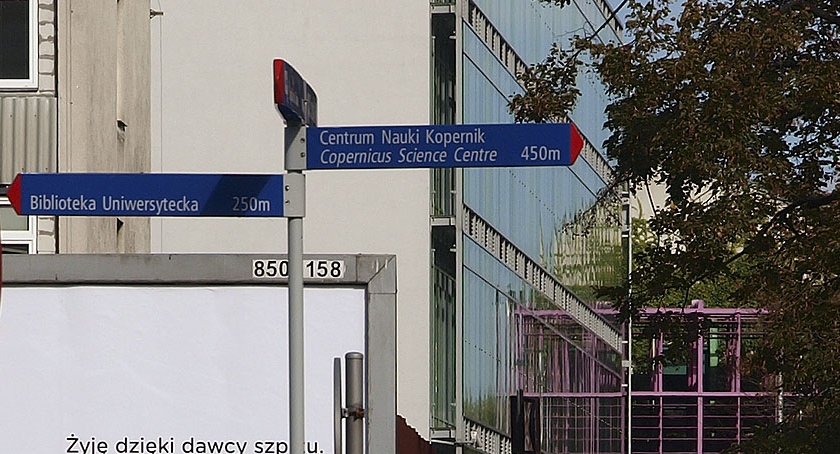 Centrum Nauki Kopernik
Copernicus Science Centre 450m
Biblioteka Uniwersytecka 250m
850 158
Żyję dzięki dawcy